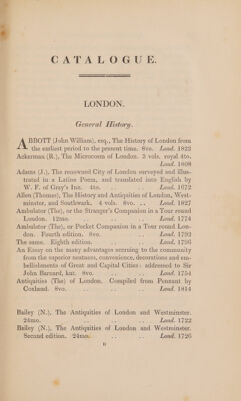 CATALOGUE.
LONDON.
General History.
ABBOTT (John William), esq., The History of London from
the earliest period to the present time. 8vo. Lond. 1823
Ackerman (R.), The Microcosm of London. 3 vols. royal 4to.
Lond. 1808
Adams (J.), The renowned City of London surveyed and illus-
trated in a Latine Poem, and translated into English by
W. F. of Gray's Inn. 4to. .. .. Lond. 1672
Allen (Thomas), The History and Antiquities of London, West-
minster, and Southwark. 4 vols. 8vo. .. Lond. 1827
Ambulator (The), or the Stranger's Companion in a Tour round
London. 12mo. .. .. .. Lond. 1774
Ambulator (The), or Pocket Companion in a Tour round Lon-
don. Fourth edition. 8vo. .. .. Lond. 1792
The same. Eighth edition. .. .. Lond. 1796
An Essay on the many advantages accruing to the community
from the superior neatness, convenience, decorations and em-
bellishments of Great and Capital Cities: addressed to Sir
John Barnard, knt. 8vo. .. .. Lond. 1754
Antiquities (The) of London. Compiled from Pennant by
Coxland. 8vo. .. .. .. Lond. 1814
Bailey (N.), The Antiquities of London and Westminster.
24mo. .. .. .. .. Lond. 1722
Bailey (N.), The Antiquities of London and Westminster.
Second edition. 24mo. .. .. Lond. 1726
B